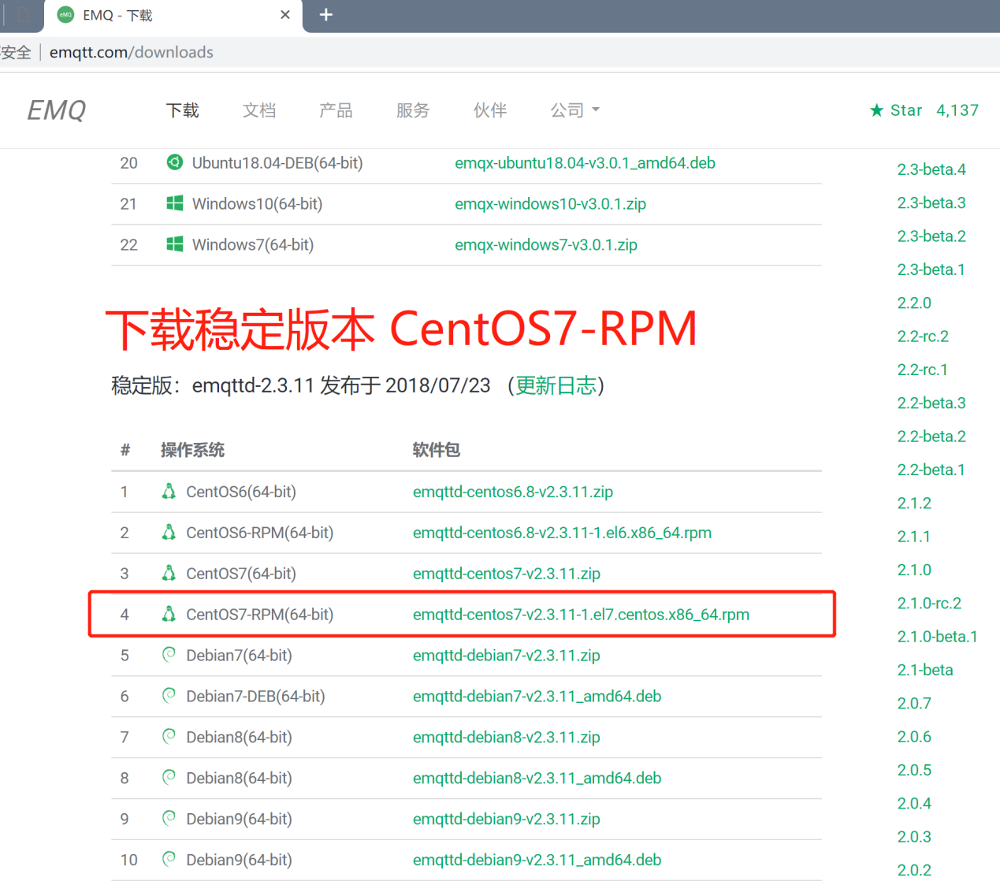 eMQ EMQ - 下载
安全 emqtt.com/downloads
EMQ 下载 文档 产品 服务 伙伴 公司 Star 4,137
20 Ubuntu18.04-DEB(64-bit) emqx-ubuntu18.04-v3.0.1_amd64.deb
21 Windows10(64-bit) emqx-windows10-v3.0.1.zip
22 Windows7(64-bit) emqx-windows7-v3.0.1.zip
下载稳定版本 CentOS7-RPM
稳定版：emqttd-2.3.11 发布于 2018/07/23 （更新日志）
# 操作系统 软件包
1 CentOS6(64-bit) emqttd-centos6.8-v2.3.11.zip
2 CentOS6-RPM(64-bit) emqttd-centos6.8-v2.3.11-1.el6.x86_64.rpm
3 CentOS7(64-bit) emqttd-centos7-v2.3.11.zip
4 CentOS7-RPM(64-bit) emqttd-centos7-v2.3.11-1.el7.centos.x86_64.rpm
5 Debian7(64-bit) emqttd-debian7-v2.3.11.zip
6 Debian7-DEB(64-bit) emqttd-debian7-v2.3.11_amd64.deb
7 Debian8(64-bit) emqttd-debian8-v2.3.11.zip
8 Debian8(64-bit) emqttd-debian8-v2.3.11_amd64.deb
9 Debian9(64-bit) emqttd-debian9-v2.3.11.zip
10 Debian9(64-bit) emqttd-debian9-v2.3.11_amd64.deb
2.3-beta.4
2.3-beta.3
2.3-beta.2
2.3-beta.1
2.2.0
2.2-rc.2
2.2-rc.1
2.2-beta.3
2.2-beta.2
2.2-beta.1
2.1.2
2.1.1
2.1.0
2.1.0-rc.2
2.1.0-beta.1
2.1-beta
2.0.7
2.0.6
2.0.5
2.0.4
2.0.3
2.0.2